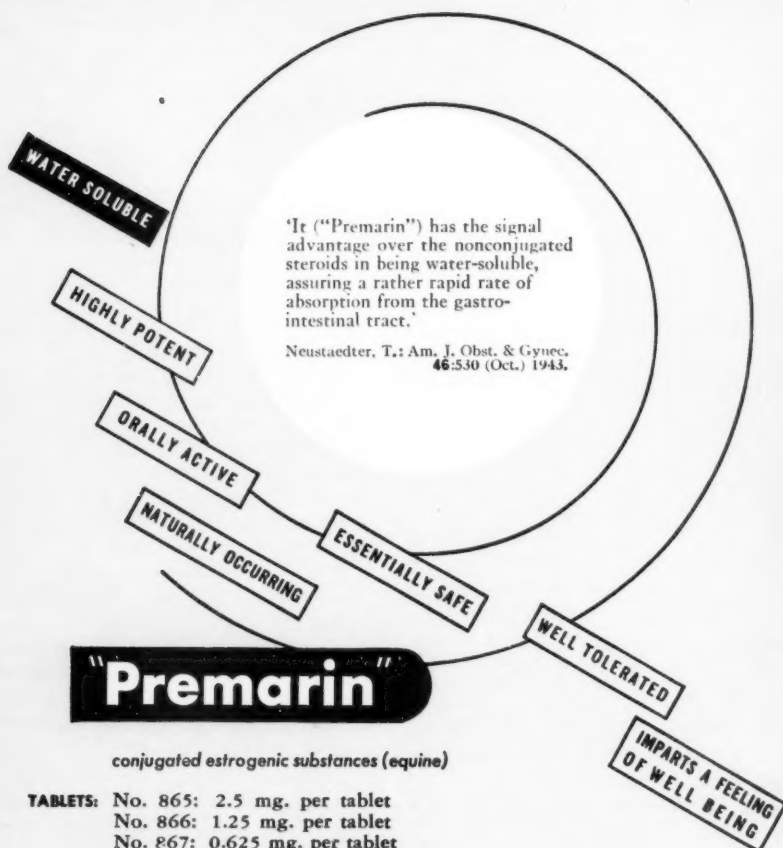 WATER SOLUBLE
'It ("Premarin") has the signal
advantage over the nonconjugated
steroids in being water-soluble,
assuring a rather rapid rate of
absorption from the gastro-
intestinal tract.'
Neustaedter, T.: Am. J. Obst. & Gynec.
46:530 (Oct.) 1943.
HIGHLY POTENT
ORALLY ACTIVE
NATURALLY OCCURRING
ESSENTIALLY SAFE
WELL TOLERATED
IMPARTS A FEELING
OF WELL BEING
"Premarin"
conjugated estrogenic substances (equine)
TABLETS: No. 865: 2.5 mg. per tablet
No. 866: 1.25 mg. per tablet
No. 867: 0.625 mg. per tablet